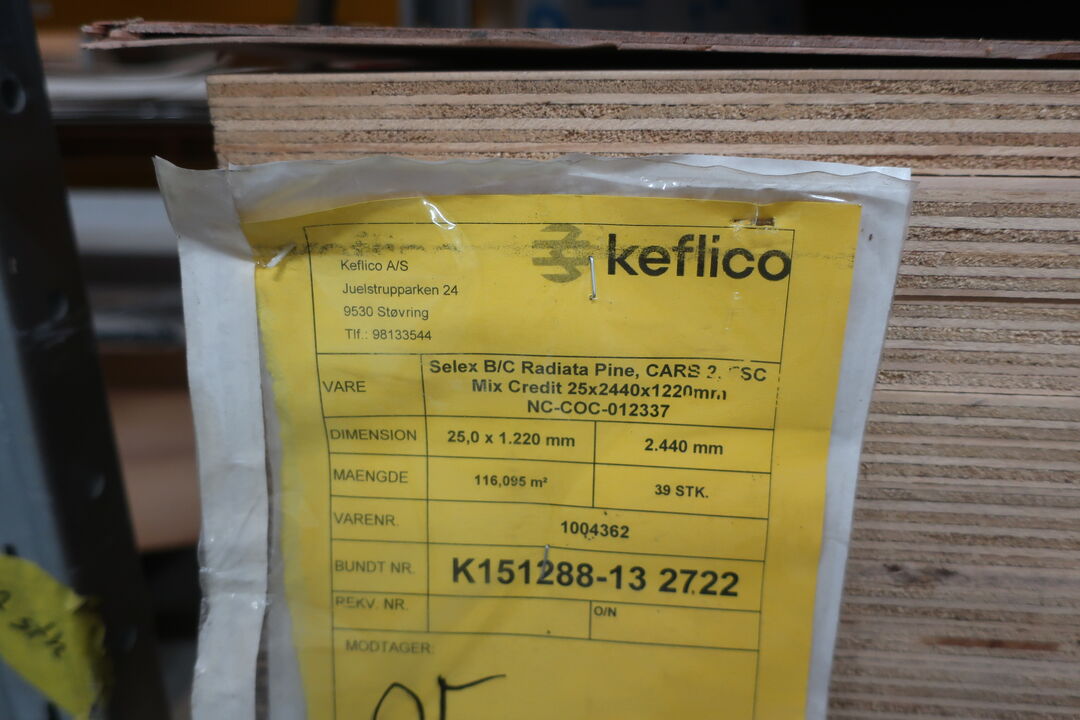 keflico
Keflico A/S
Juelstrupparken 24
9530 Støvring
Tlf.: 98133544
VARE
Selex B/C Radiata Pine, CARB 2,
Mix Credit 25x2440x1220mm
NC-COC-012337
DIMENSION 25,0 x 1.220 mm 2.440 mm
MAENGDE 116,095 m² 39 STK.
VARENR. 1004362
BUNDT NR. K151288-13 2722
REKV. NR. O/N
MODTAGER: